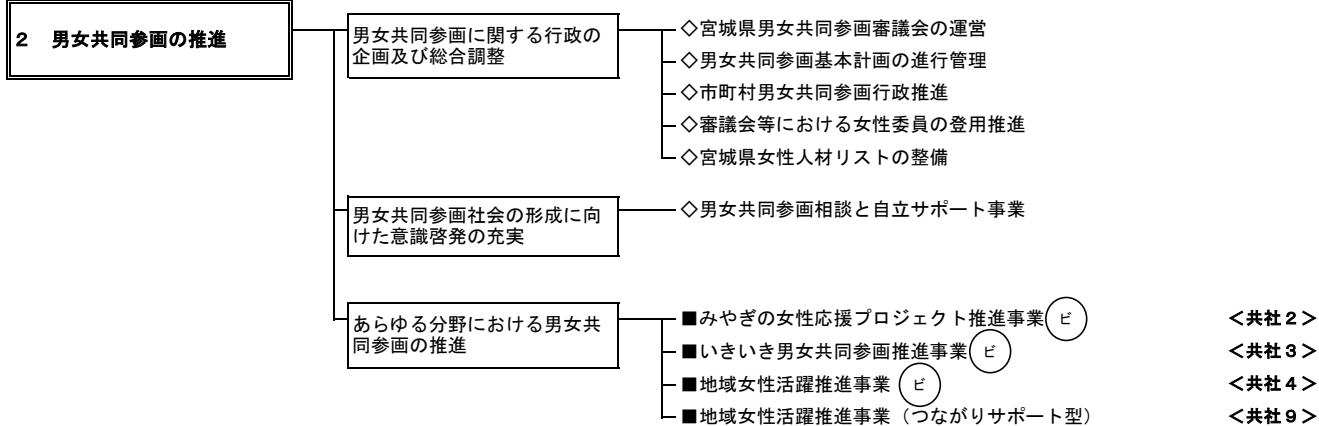 ２　男女共同参画の推進
男女共同参画に関する行政の
企画及び総合調整
◇宮城県男女共同参画審議会の運営
◇男女共同参画基本計画の進行管理
◇市町村男女共同参画行政推進
◇審議会等における女性委員の登用推進
◇宮城県女性人材リストの整備
男女共同参画社会の形成に向
けた意識啓発の充実
◇男女共同参画相談と自立サポート事業
あらゆる分野における男女共
同参画の推進
■みやぎの女性応援プロジェクト推進事業 ビ ＜共社２＞
■いきいき男女共同参画推進事業 ビ ＜共社３＞
■地域女性活躍推進事業 ビ ＜共社４＞
■地域女性活躍推進事業（つながりサポート型） ＜共社９＞